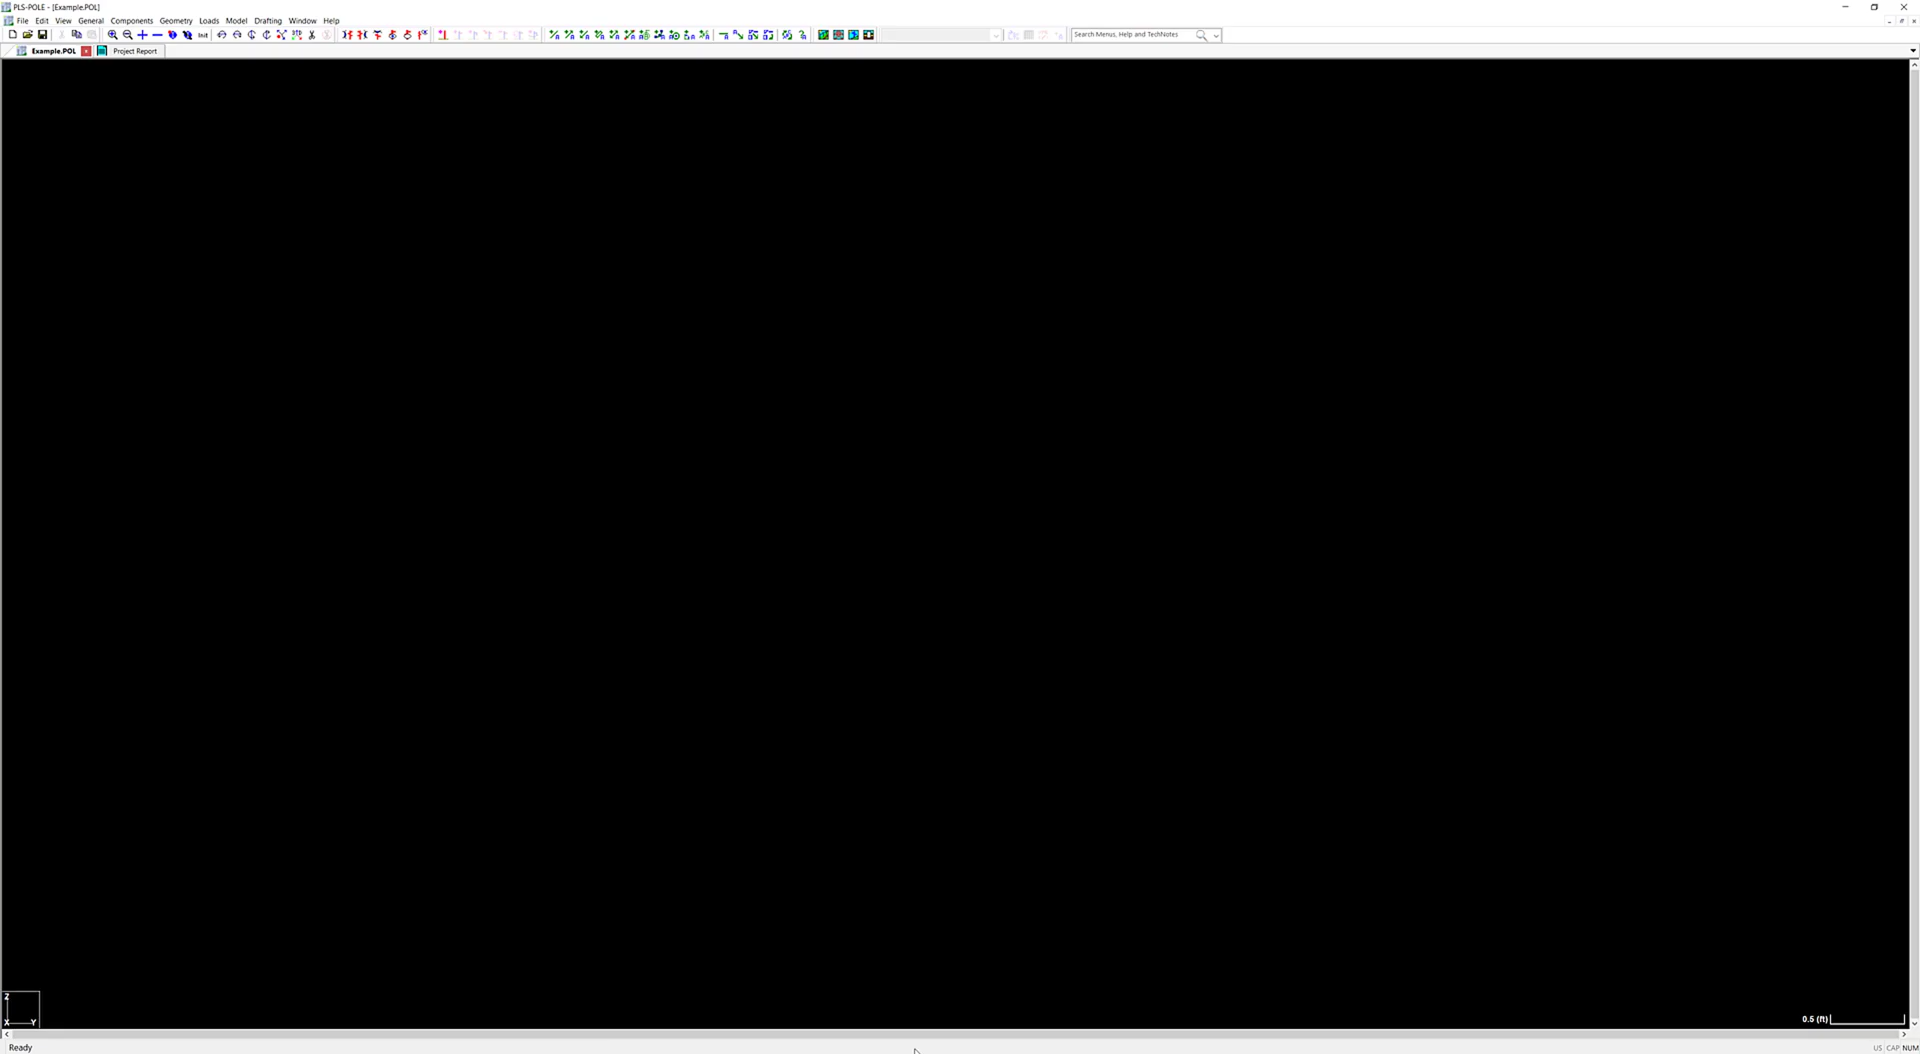 PLS-POLE - [Example.POL]
File Edit View General Components Geometry Loads Model Drafting Window Help
Init Search Menus, Help and TechNotes
Example.POL Project Report
Z
X Y
0.5 (ft)
Ready US CAP NUM